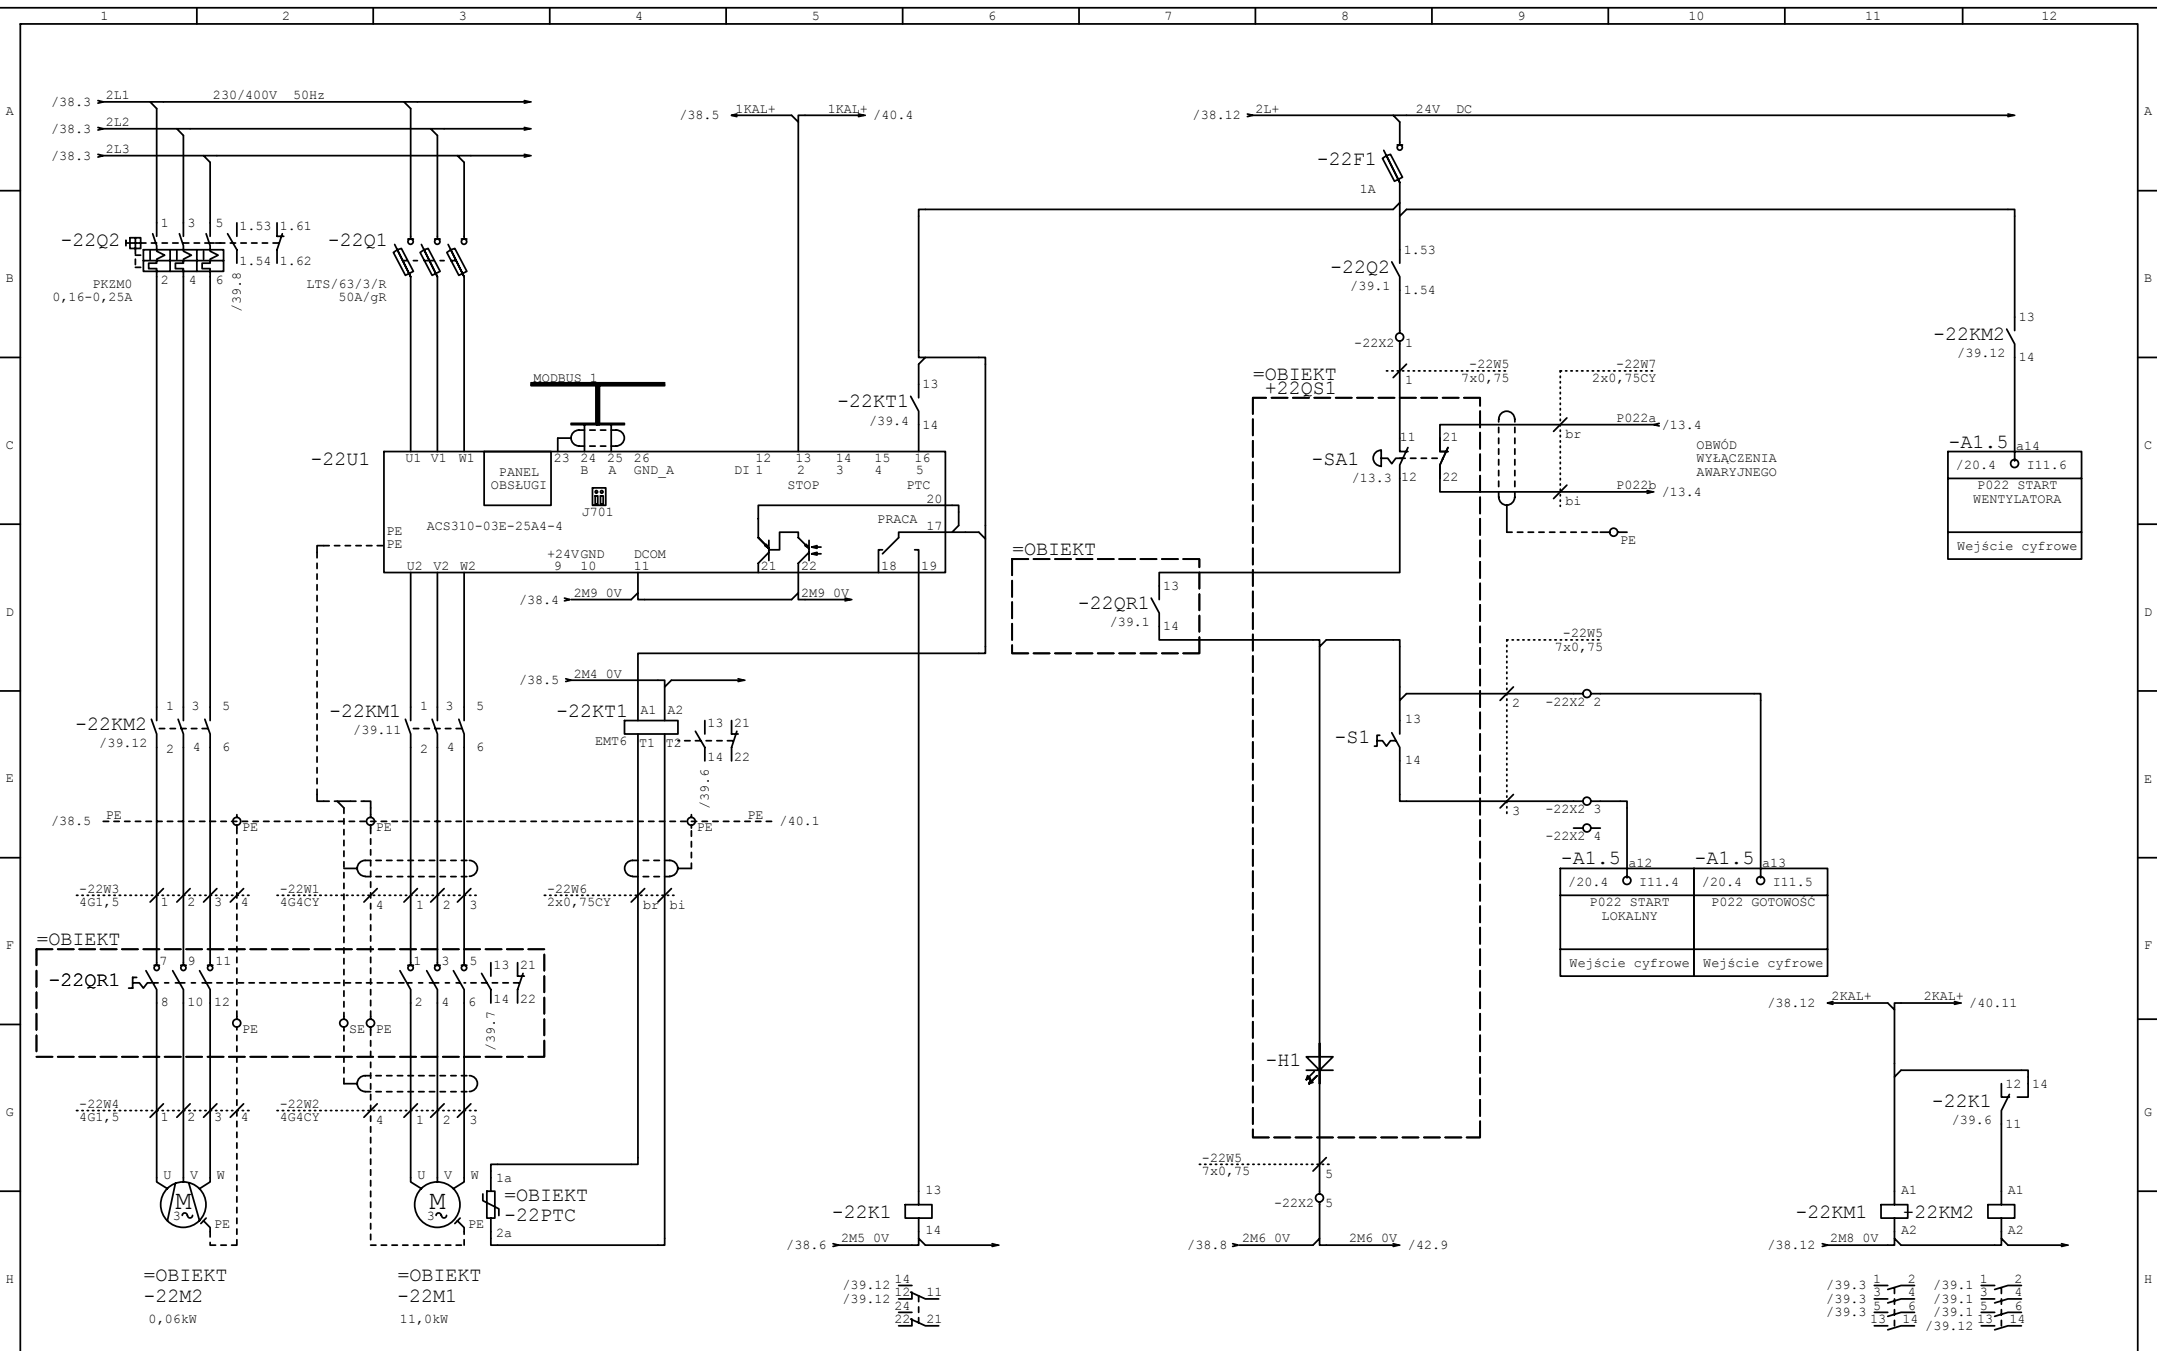 1 2 3 4 5 6 7 8 9 10 11 12
A A
B B
C C
D D
E E
F F
G G
H H
/38.3 2L1 230/400V 50Hz
/38.3 2L2
/38.3 2L3
/38.5 1KAL+ 1KAL+ /40.4
/38.12 2L+ 24V DC
-22F1
1A
-22Q2
1 3 5 1.53 1.61
2 4 6 1.54 1.62
PKZM0
0,16-0,25A
/39.8
-22Q1
LTS/63/3/R
50A/gR
-22Q2
/39.1
1.53
1.54
-22X2 1
-22KM2
/39.12
13
14
MODBUS 1
-22KT1
/39.4
13
14
=OBIEKT
+22QS1
1
-22W5
7x0,75
-22W7
2x0,75CY
P022a /13.4
br
OBWÓD
WYŁĄCZENIA
AWARYJNEGO
P022b /13.4
bi
PE
-SA1
/13.3
11 21
12 22
-A1.5 a14
/20.4 I11.6
P022 START
WENTYLATORA
Wejście cyfrowe
-22U1
U1 V1 W1
PANEL
OBSŁUGI
23 24 25 26
B A GND_A
J701
12 13 14 15 16
DI 1 2 3 4 5
STOP PTC
20
PRACA 17
ACS310-03E-25A4-4
PE
PE
+24V GND DCOM
U2 V2 W2 9 10 11 21 22 18 19
/38.4 2M9 0V 2M9 0V
=OBIEKT
-22QR1
/39.1
13
14
-22W5
7x0,75
2 -22X2 2
/38.5 2M4 0V
-22KM2
/39.12
1 3 5
2 4 6
-22KM1
/39.11
1 3 5
2 4 6
-22KT1
A1 A2
EMT6 T1 T2
13 21
14 22
/39.6
-S1
13
14
3 -22X2 3
-22X2 4
/38.5 PE PE PE PE PE /40.1
-A1.5 a12 -A1.5 a13
/20.4 I11.4 /20.4 I11.5
P022 START
LOKALNY
P022 GOTOWOŚĆ
Wejście cyfrowe Wejście cyfrowe
-22W3
4G1,5
1 2 3 4
-22W1
4G4CY
4 1 2 3
-22W6
2x0,75CY
br bi
=OBIEKT
-22QR1
7 9 11 1 3 5 13 21
8 10 12 2 4 6 14 22
/39.7
PE SE PE
/38.12 2KAL+ 2KAL+ /40.11
-H1
-22K1
/39.6
12 14
11
-22W4
4G1,5
1 2 3 4
-22W2
4G4CY
4 1 2 3
-22W5
7x0,75
5
-22X2 5
U V W
M
3~
PE
U V W
M
3~
PE
1a
=OBIEKT
-22PTC
2a
-22K1
13
14
/38.6 2M5 0V
/38.8 2M6 0V 2M6 0V /42.9
-22KM1
A1
A2
-22KM2
A1
A2
/38.12 2M8 0V
=OBIEKT
-22M2
0,06kW
=OBIEKT
-22M1
11,0kW
/39.12 14
/39.12 12 11
24
22 21
/39.3 1 2
/39.3 3 4
/39.3 5 6
13 14
/39.1 1 2
/39.1 3 4
/39.1 5 6
/39.12 13 14